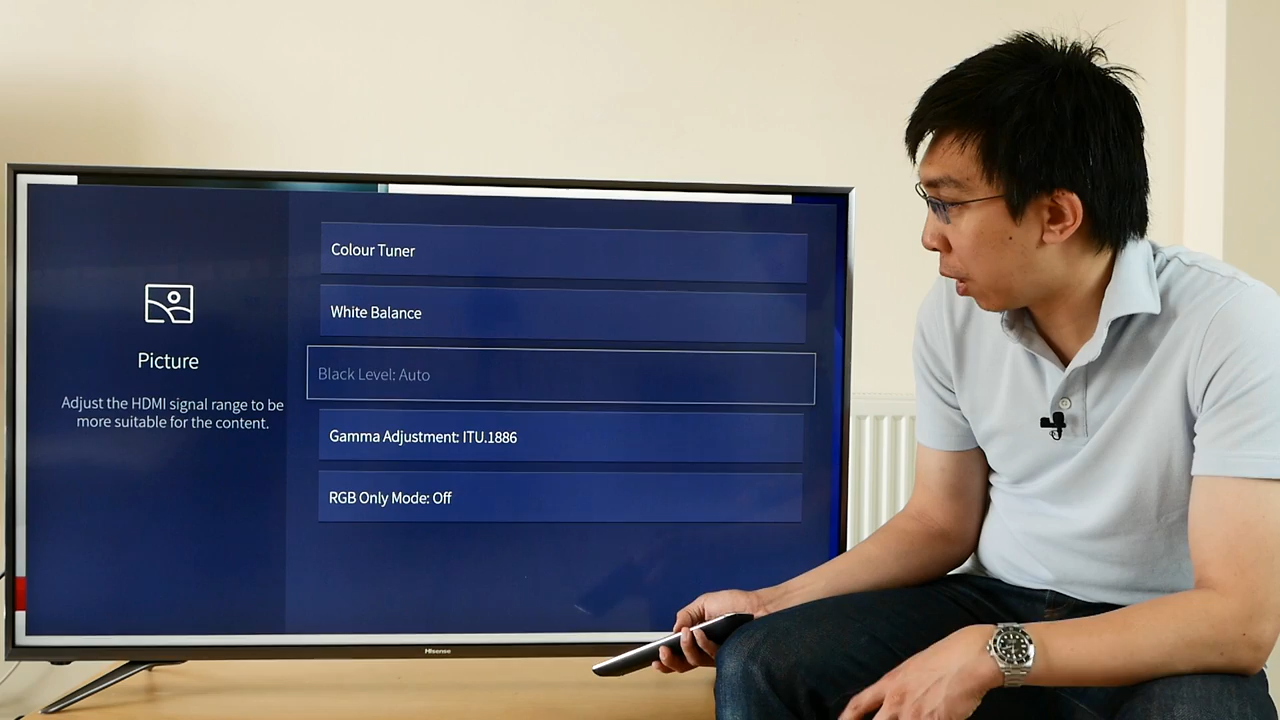 Picture
Adjust the HDMI signal range to be
more suitable for the content.
Colour Tuner
White Balance
Black Level: Auto
Gamma Adjustment: ITU.1886
RGB Only Mode: Off
Hisense